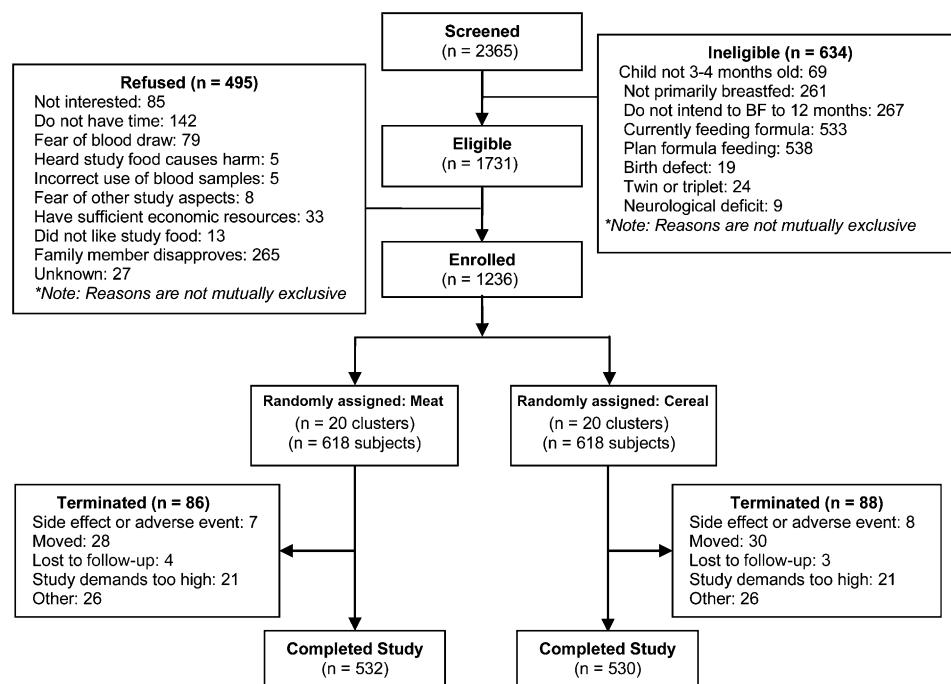 Screened
(n = 2365)
Ineligible (n = 634)
Child not 3-4 months old: 69
Not primarily breastfed: 261
Do not intend to BF to 12 months: 267
Currently feeding formula: 533
Plan formula feeding: 538
Birth defect: 19
Twin or triplet: 24
Neurological deficit: 9
*Note: Reasons are not mutually exclusive
Refused (n = 495)
Not interested: 85
Do not have time: 142
Fear of blood draw: 79
Heard study food causes harm: 5
Incorrect use of blood samples: 5
Fear of other study aspects: 8
Have sufficient economic resources: 33
Did not like study food: 13
Family member disapproves: 265
Unknown: 27
*Note: Reasons are not mutually exclusive
Eligible
(n = 1731)
Enrolled
(n = 1236)
Randomly assigned: Meat
(n = 20 clusters)
(n = 618 subjects)
Randomly assigned: Cereal
(n = 20 clusters)
(n = 618 subjects)
Terminated (n = 86)
Side effect or adverse event: 7
Moved: 28
Lost to follow-up: 4
Study demands too high: 21
Other: 26
Terminated (n = 88)
Side effect or adverse event: 8
Moved: 30
Lost to follow-up: 3
Study demands too high: 21
Other: 26
Completed Study
(n = 532)
Completed Study
(n = 530)